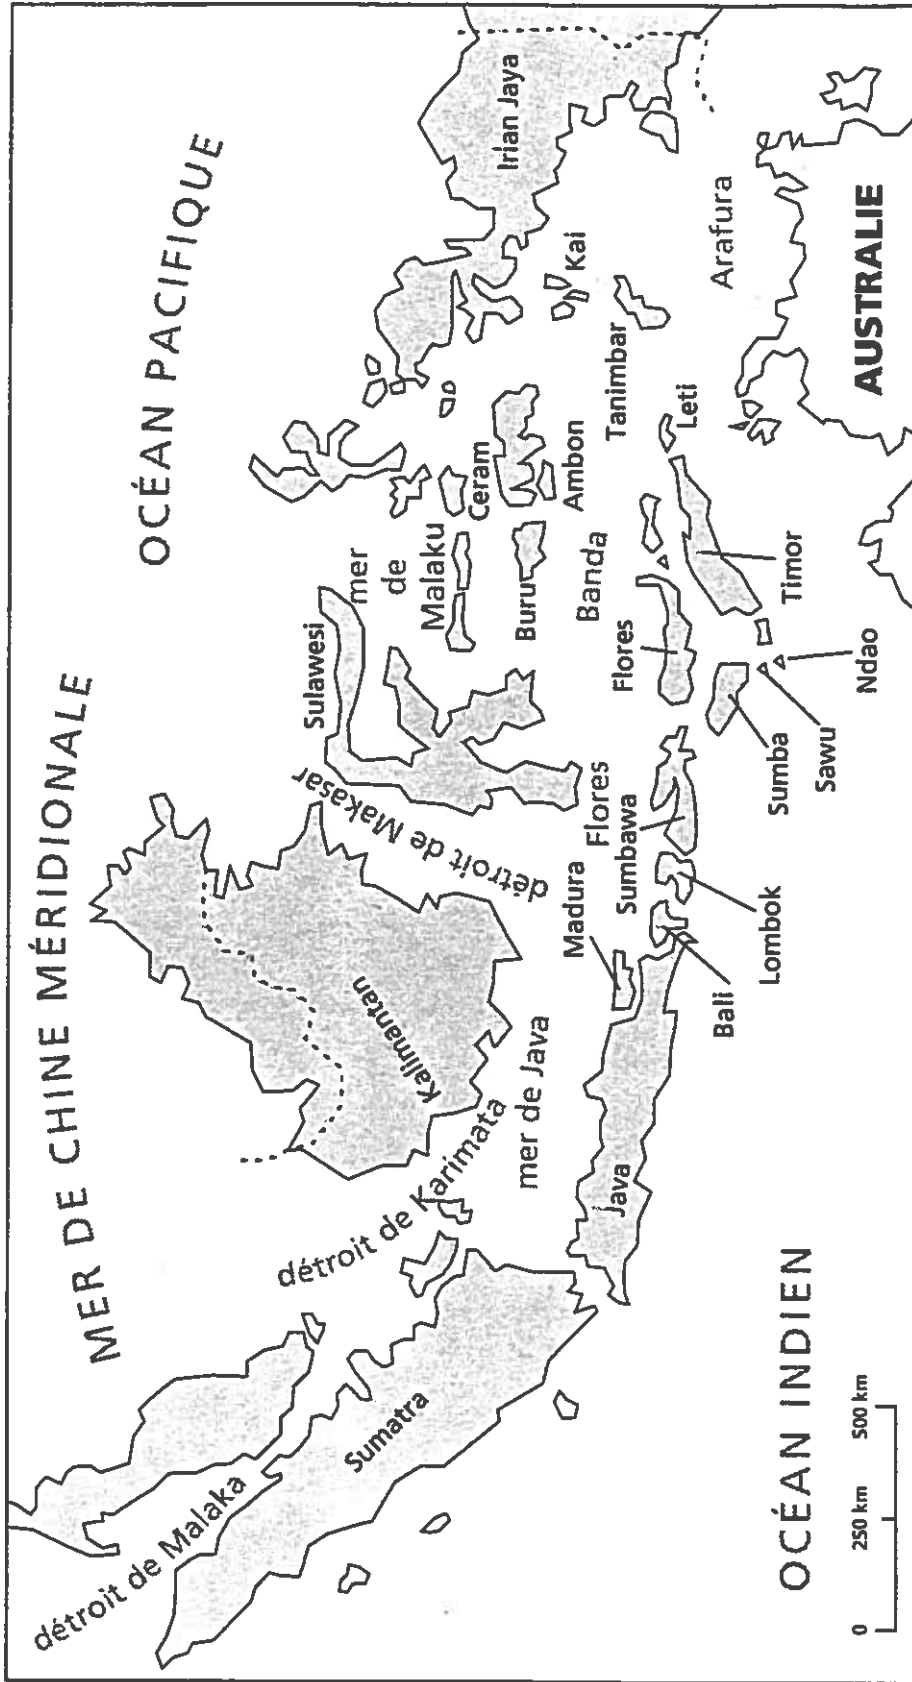 MER DE CHINE MÉRIDIONALE
OCÉAN PACIFIQUE
détroit de Malaka
Sumatra
détroit de Karimata
Kalimantan
détroit de Makasar
Sulawesi
mer
de
Malaku
Ceram
Buru
Ambon
Irian Jaya
Kai
Tanimbar
Banda
Leti
Arafura
mer de Java
Java
Madura
Flores
Sumbawa
Flores
Bali
Lombok
Sumba
Sawu
Ndao
Timor
AUSTRALIE
OCÉAN INDIEN
0 250 km 500 km